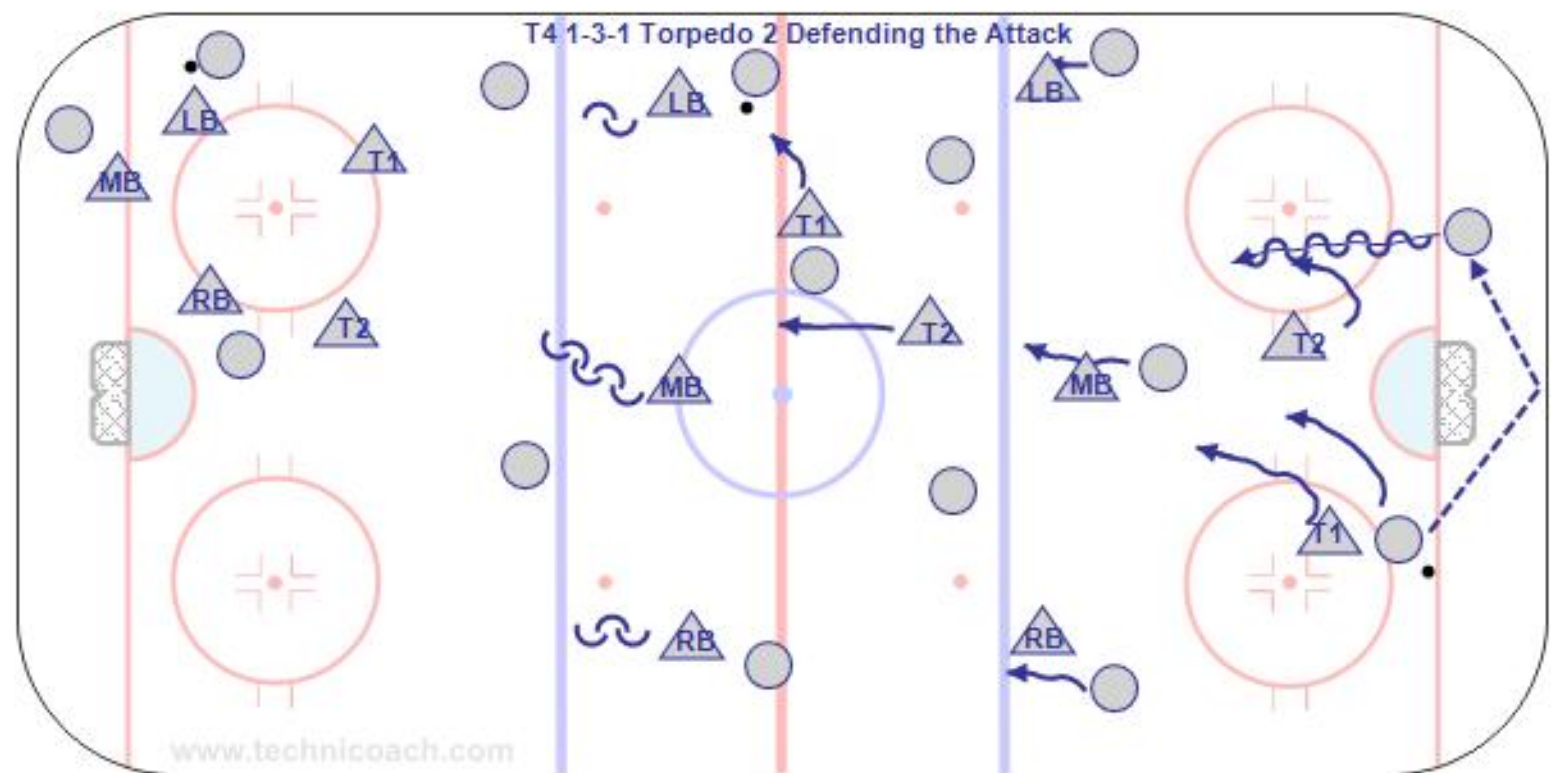 T4 1-3-1 Torpedo 2 Defending the Attack
LB
MB
T1
RB
T2
LB
T1
T2
MB
RB
LB
T2
MB
T1
RB
www.technicoach.com